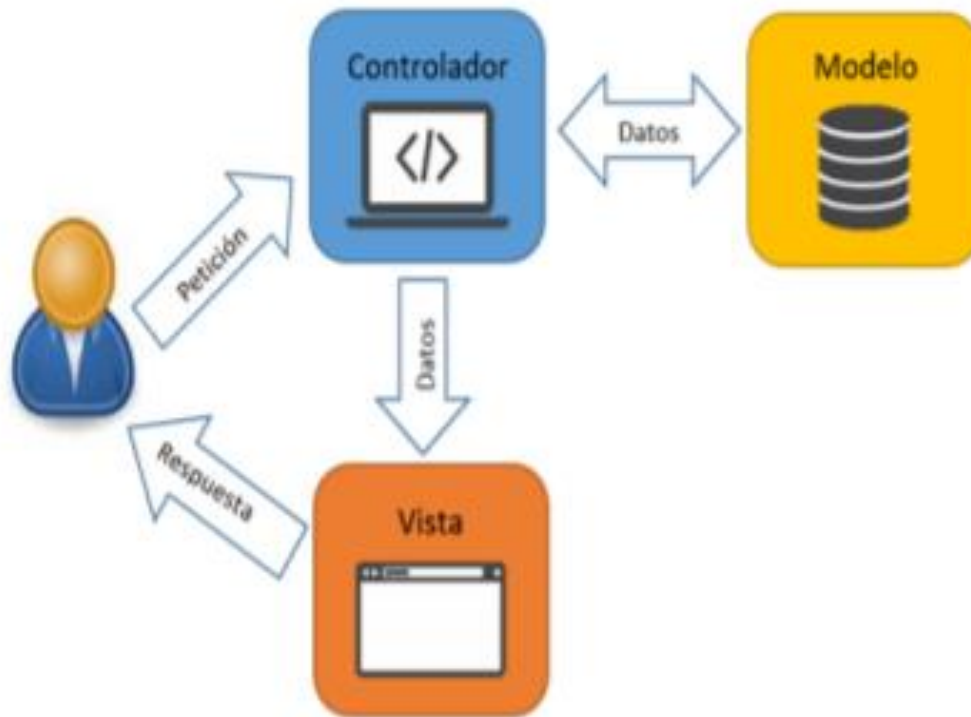 Controlador
Modelo
Datos
Petición
Datos
Respuesta
Vista